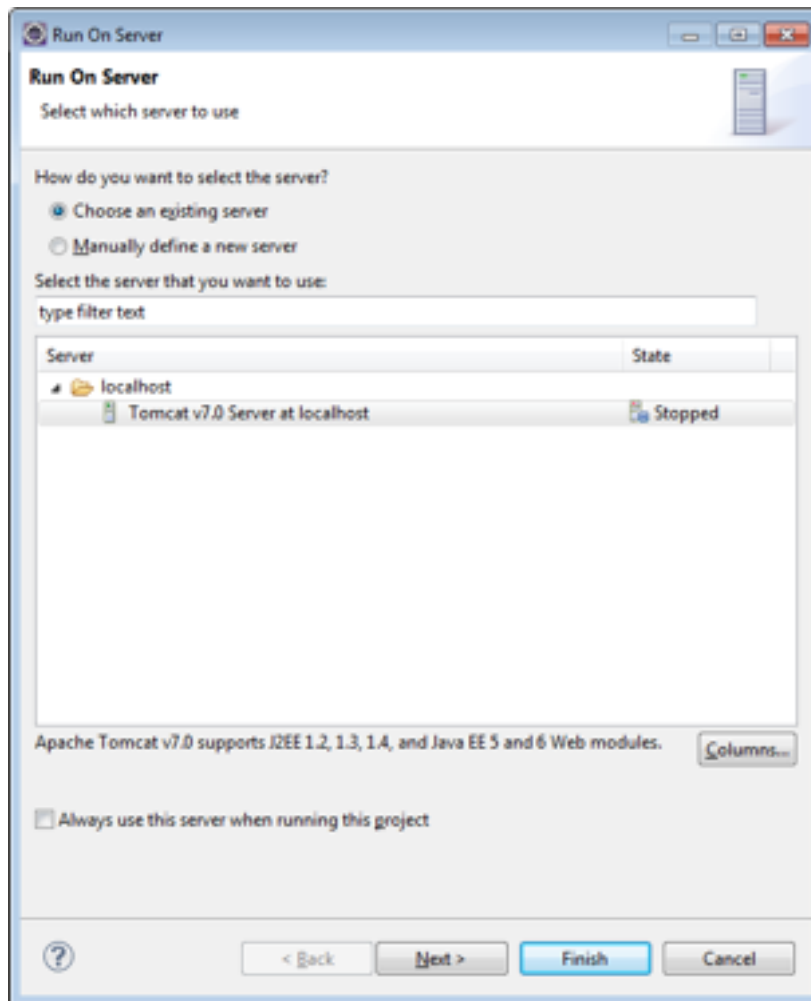 Run On Server
Run On Server
Select which server to use
How do you want to select the server?
Choose an existing server
Manually define a new server
Select the server that you want to use:
type filter text
Server State
localhost
Tomcat v7.0 Server at localhost Stopped
Apache Tomcat v7.0 supports J2EE 1.2, 1.3, 1.4, and Java EE 5 and 6 Web modules.
Columns...
Always use this server when running this project
? < Back Next > Finish Cancel